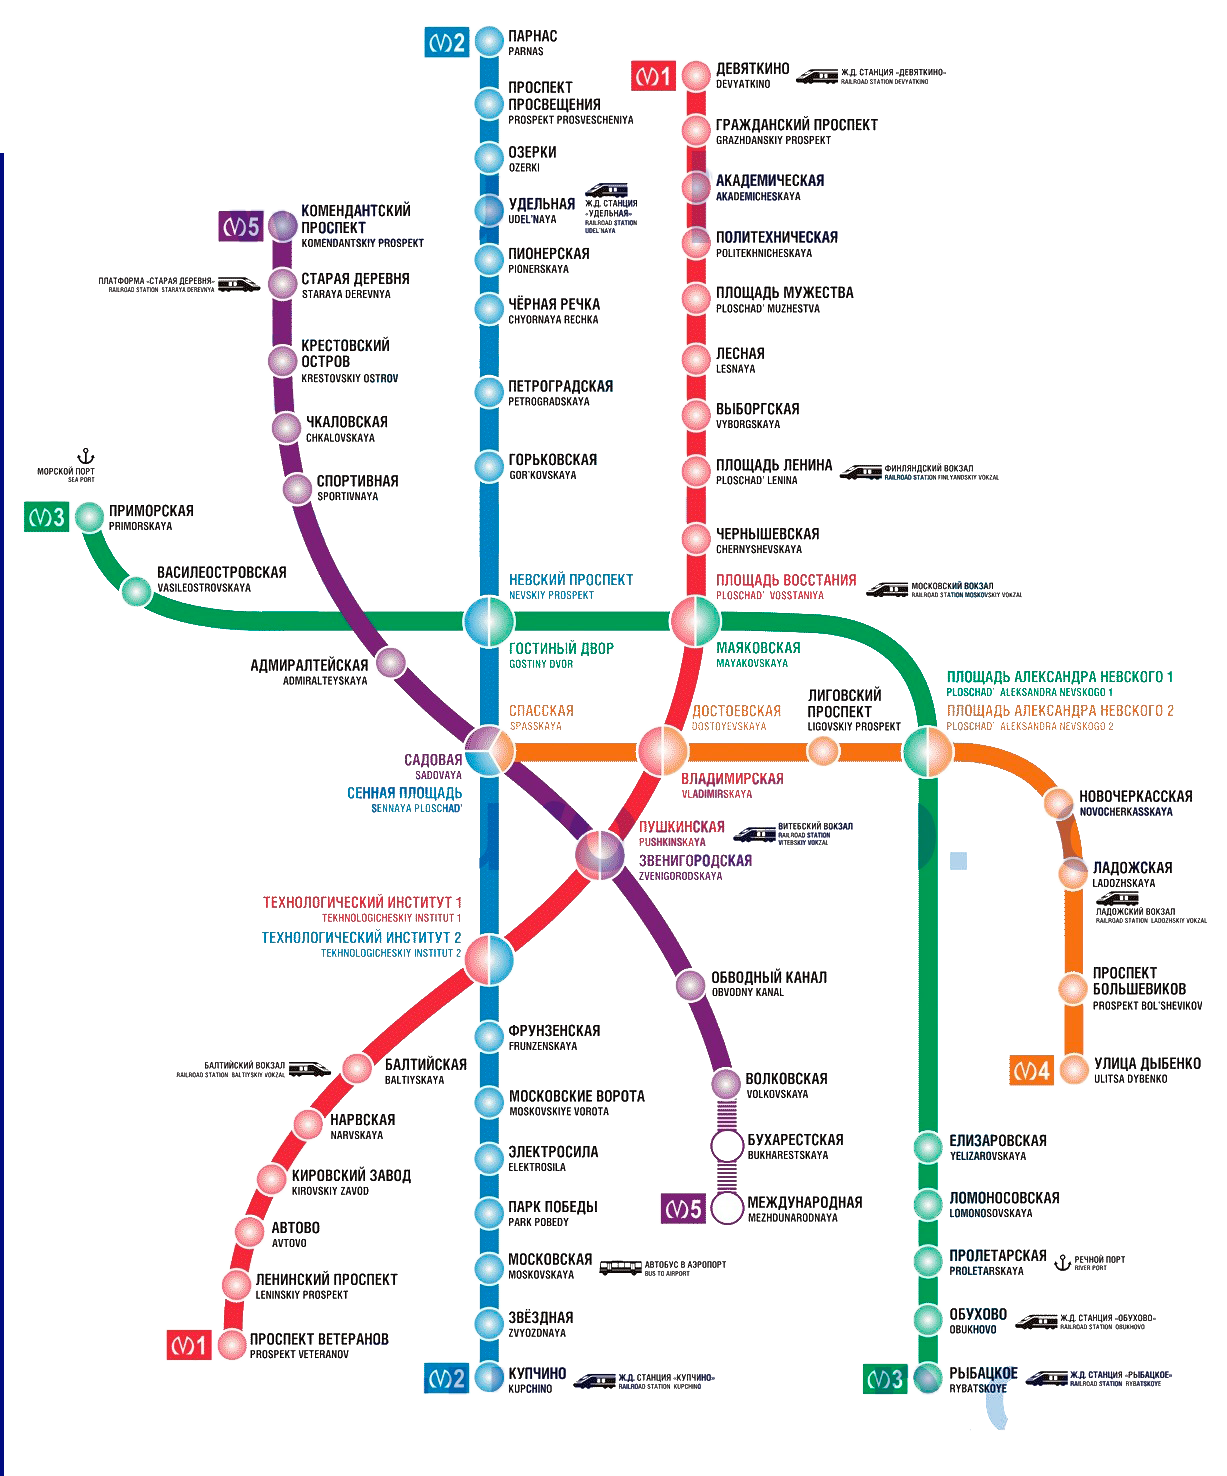 2
ПАРНАС
PARNAS
ПРОСПЕКТ
ПРОСВЕЩЕНИЯ
PROSPEKT PROSVESCHENIYA
ОЗЕРКИ
OZERKI
УДЕЛЬНАЯ
UDEL'NAYA
Ж.Д. СТАНЦИЯ
«УДЕЛЬНАЯ»
RAILROAD STATION
UDEL'NAYA
ПИОНЕРСКАЯ
PIONERSKAYA
ЧЁРНАЯ РЕЧКА
CHYORNAYA RECHKA
ПЕТРОГРАДСКАЯ
PETROGRADSKAYA
ГОРЬКОВСКАЯ
GOR'KOVSKAYA
1
ДЕВЯТКИНО
DEVYATKINO
Ж.Д. СТАНЦИЯ «ДЕВЯТКИНО»
RAILROAD STATION DEVYATKINO
ГРАЖДАНСКИЙ ПРОСПЕКТ
GRAZHDANSKIY PROSPEKT
АКАДЕМИЧЕСКАЯ
AKADEMICHESKAYA
ПОЛИТЕХНИЧЕСКАЯ
POLITEKHNICHESKAYA
ПЛОЩАДЬ МУЖЕСТВА
PLOSCHAD' MUZHESTVA
ЛЕСНАЯ
LESNAYA
ВЫБОРГСКАЯ
VYBORGSKAYA
ПЛОЩАДЬ ЛЕНИНА
PLOSCHAD' LENINA
ФИНЛЯНДСКИЙ ВОКЗАЛ
RAILROAD STATION FINLYANDSKIY VOKZAL
ЧЕРНЫШЕВСКАЯ
CHERNYSHEVSKAYA
ПЛОЩАДЬ ВОССТАНИЯ
PLOSCHAD' VOSSTANIYA
МОСКОВСКИЙ ВОКЗАЛ
RAILROAD STATION MOSKOVSKIY VOKZAL
5
КОМЕНДАНТСКИЙ
ПРОСПЕКТ
KOMENDANTSKIY PROSPEKT
ПЛАТФОРМА «СТАРАЯ ДЕРЕВНЯ»
RAILROAD STATION STARAYA DEREVNYA
СТАРАЯ ДЕРЕВНЯ
STARAYA DEREVNYA
КРЕСТОВСКИЙ
ОСТРОВ
KRESTOVSKIY OSTROV
ЧКАЛОВСКАЯ
CHKALOVSKAYA
СПОРТИВНАЯ
SPORTIVNAYA
МОРСКОЙ ПОРТ
SEA PORT
3
ПРИМОРСКАЯ
PRIMORSKAYA
ВАСИЛЕОСТРОВСКАЯ
VASILEOSTROVSKAYA
НЕВСКИЙ ПРОСПЕКТ
NEVSKIY PROSPEKT
ГОСТИНЫЙ ДВОР
GOSTINY DVOR
МАЯКОВСКАЯ
MAYAKOVSKAYA
АДМИРАЛТЕЙСКАЯ
ADMIRALTEYSKAYA
ПЛОЩАДЬ АЛЕКСАНДРА НЕВСКОГО 1
PLOSCHAD' ALEKSANDRA NEVSKOGO 1
ПЛОЩАДЬ АЛЕКСАНДРА НЕВСКОГО 2
PLOSCHAD' ALEKSANDRA NEVSKOGO 2
СПАССКАЯ
SPASSKAYA
ДОСТОЕВСКАЯ
DOSTOYEVSKAYA
ЛИГОВСКИЙ
ПРОСПЕКТ
LIGOVSKIY PROSPEKT
САДОВАЯ
SADOVAYA
СЕННАЯ ПЛОЩАДЬ
SENNAYA PLOSCHAD'
ВЛАДИМИРСКАЯ
VLADIMIRSKAYA
ПУШКИНСКАЯ
PUSHKINSKAYA
ВИТЕБСКИЙ ВОКЗАЛ
RAILROAD STATION
VITEBSKIY VOKZAL
ЗВЕНИГОРОДСКАЯ
ZVENIGORODSKAYA
НОВОЧЕРКАССКАЯ
NOVOCHERKASSKAYA
ЛАДОЖСКАЯ
LADOZHSKAYA
ЛАДОЖСКИЙ ВОКЗАЛ
RAILROAD STATION LADOZHSKIY VOKZAL
ПРОСПЕКТ
БОЛЬШЕВИКОВ
PROSPEKT BOL'SHEVIKOV
4
УЛИЦА ДЫБЕНКО
ULITSA DYBENKO
ТЕХНОЛОГИЧЕСКИЙ ИНСТИТУТ 1
TEKHNOLOGICHESKIY INSTITUT 1
ТЕХНОЛОГИЧЕСКИЙ ИНСТИТУТ 2
TEKHNOLOGICHESKIY INSTITUT 2
ОБВОДНЫЙ КАНАЛ
OBVODNY KANAL
ВОЛКОВСКАЯ
VOLKOVSKAYA
БУХАРЕСТСКАЯ
BUKHARESTSKAYA
5
МЕЖДУНАРОДНАЯ
MEZHDUNARODNAYA
БАЛТИЙСКИЙ ВОКЗАЛ
RAILROAD STATION BALTIYSKIY VOKZAL
БАЛТИЙСКАЯ
BALTIYSKAYA
НАРВСКАЯ
NARVSKAYA
КИРОВСКИЙ ЗАВОД
KIROVSKIY ZAVOD
АВТОВО
AVTOVO
ЛЕНИНСКИЙ ПРОСПЕКТ
LENINSKIY PROSPEKT
1
ПРОСПЕКТ ВЕТЕРАНОВ
PROSPEKT VETERANOV
ФРУНЗЕНСКАЯ
FRUNZENSKAYA
МОСКОВСКИЕ ВОРОТА
MOSKOVSKIYE VOROTA
ЭЛЕКТРОСИЛА
ELEKTROSILA
ПАРК ПОБЕДЫ
PARK POBEDY
МОСКОВСКАЯ
MOSKOVSKAYA
АВТОБУС В АЭРОПОРТ
BUS TO AIRPORT
ЗВЁЗДНАЯ
ZVYOZDNAYA
2
КУПЧИНО
KUPCHINO
Ж.Д. СТАНЦИЯ «КУПЧИНО»
RAILROAD STATION KUPCHINO
ЕЛИЗАРОВСКАЯ
YELIZAROVSKAYA
ЛОМОНОСОВСКАЯ
LOMONOSOVSKAYA
ПРОЛЕТАРСКАЯ
PROLETARSKAYA
РЕЧНОЙ ПОРТ
RIVER PORT
ОБУХОВО
OBUKHOVO
Ж.Д. СТАНЦИЯ «ОБУХОВО»
RAILROAD STATION OBUKHOVO
3
РЫБАЦКОЕ
RYBATSKOYE
Ж.Д. СТАНЦИЯ «РЫБАЦКОЕ»
RAILROAD STATION RYBATSKOYE